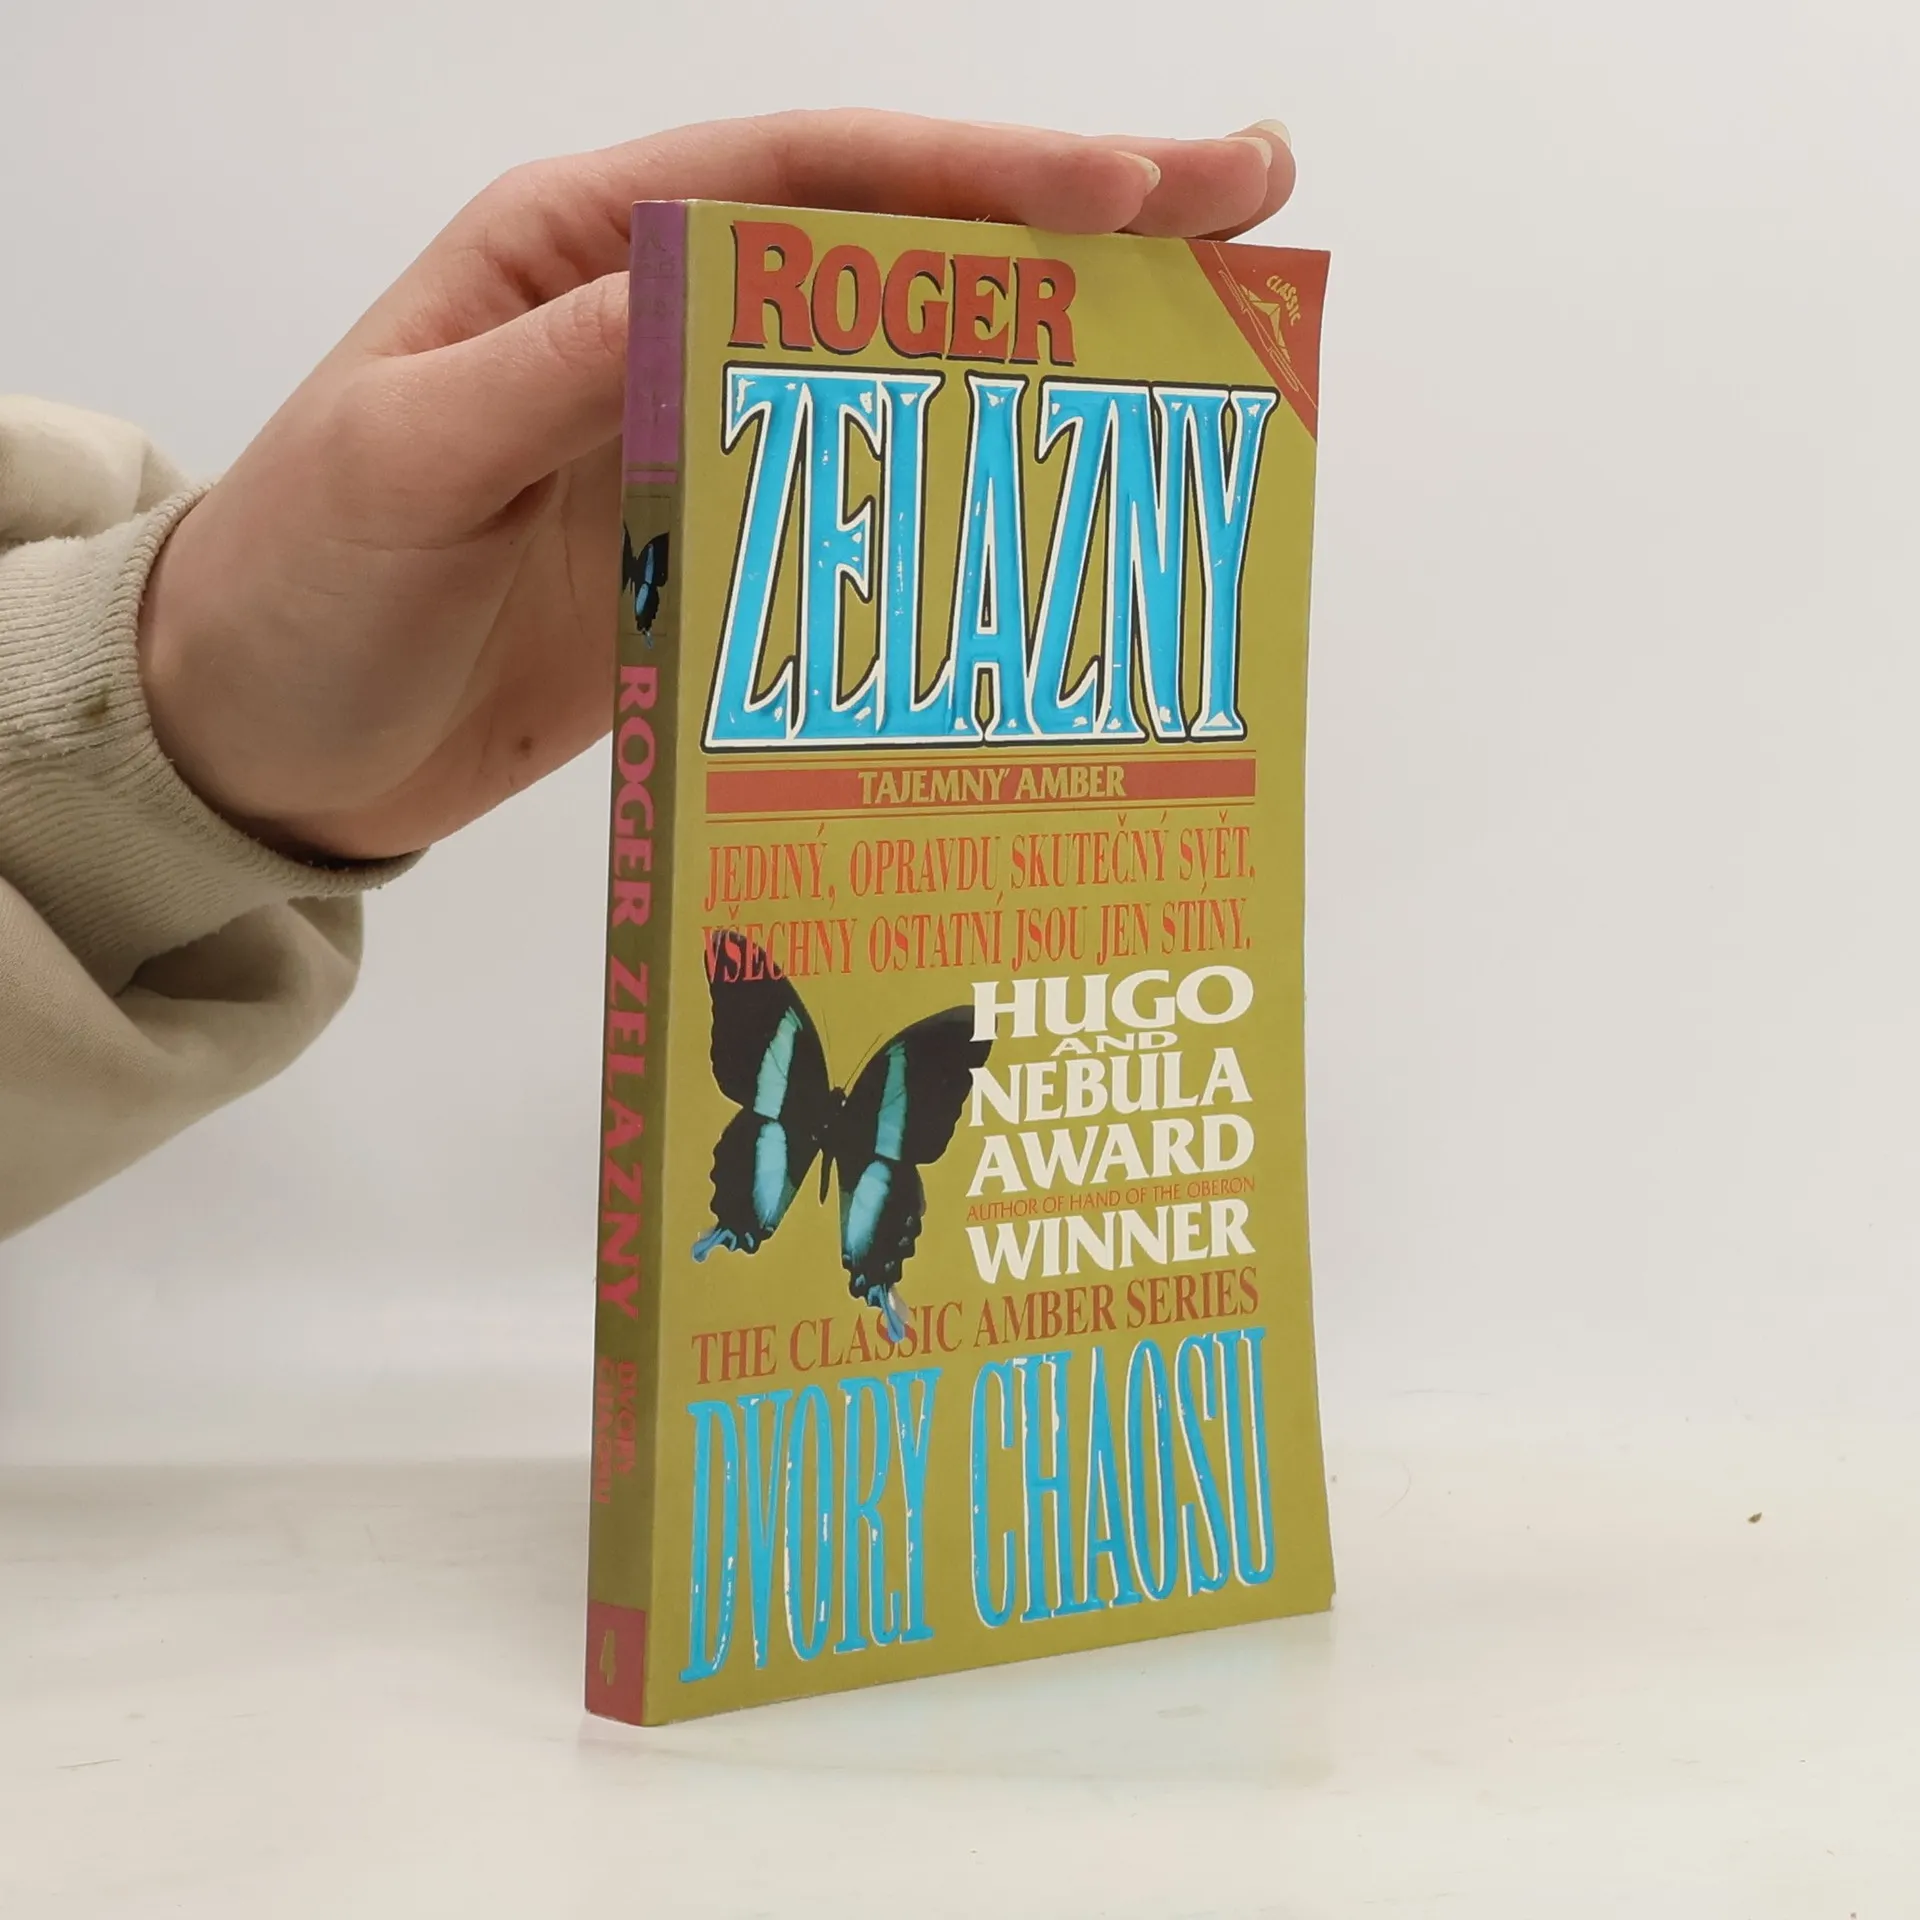 ROGER
ZELAZNY
CLASSIC
TAJEMNY' AMBER
JEDINÝ, OPRAVDU SKUTEČNÝ SVĚT.
VŠECHNY OSTATNÍ JSOU JEN STÍNY.
HUGO
AND
NEBULA
AWARD
AUTHOR OF HAND OF THE OBERON
WINNER
THE CLASSIC AMBER SERIES
DVORY CHAOSU
ROGER ZELAZNY
DVORY
CHAOSU
4